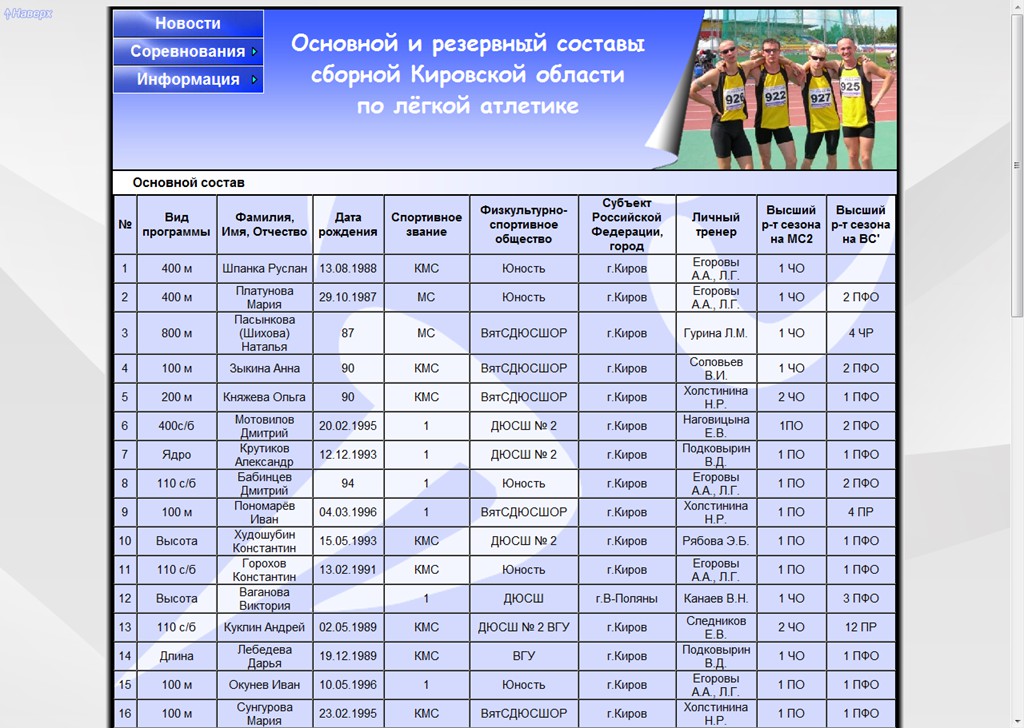 Наверх
Новости
Соревнования
Информация
Основной и резервный составы
сборной Кировской области
по лёгкой атлетике
926 922 927 925
Основной состав
№ Вид программы Фамилия, Имя, Отчество Дата рождения Спортивное звание Физкультурно-спортивное общество Субъект Российской Федерации, город Личный тренер Высший р-т сезона на МС2 Высший р-т сезона на ВС'
1 400 м Шпанка Руслан 13.08.1988 КМС Юность г.Киров Егоровы А.А., Л.Г. 1 ЧО
2 400 м Платунова Мария 29.10.1987 МС Юность г.Киров Егоровы А.А., Л.Г. 1 ЧО 2 ПФО
3 800 м Пасынкова (Шихова) Наталья 87 МС ВятСДЮСШОР г.Киров Гурина Л.М. 1 ЧО 4 ЧР
4 100 м Зыкина Анна 90 КМС ВятСДЮСШОР г.Киров Соловьев В.И. 1 ЧО 2 ПФО
5 200 м Княжева Ольга 90 КМС ВятСДЮСШОР г.Киров Холстинина Н.Р. 2 ЧО 1 ПФО
6 400с/б Мотовилов Дмитрий 20.02.1995 1 ДЮСШ № 2 г.Киров Наговицына Е.В. 1ПО 2 ПФО
7 Ядро Крутиков Александр 12.12.1993 1 ДЮСШ № 2 г.Киров Подковырин В.Д. 1 ПО 1 ПФО
8 110 с/б Бабинцев Дмитрий 94 1 Юность г.Киров Егоровы А.А., Л.Г. 1 ПО 2 ПФО
9 100 м Пономарёв Иван 04.03.1996 1 ВятСДЮСШОР г.Киров Холстинина Н.Р. 1 ПО 4 ПР
10 Высота Худошубин Константин 15.05.1993 КМС ДЮСШ № 2 г.Киров Рябова Э.Б. 1 ПО 1 ПФО
11 110 с/б Горохов Константин 13.02.1991 КМС Юность г.Киров Егоровы А.А., Л.Г. 1 ПО 1 ПФО
12 Высота Ваганова Виктория 1 ДЮСШ г.В-Поляны Канаев В.Н. 1 ЧО 3 ПФО
13 110 с/б Куклин Андрей 02.05.1989 КМС ДЮСШ № 2 ВГУ г.Киров Следников Е.В. 2 ЧО 12 ПР
14 Длина Лебедева Дарья 19.12.1989 КМС ВГУ г.Киров Подковырин В.Д. 1 ЧО 1 ПФО
15 100 м Окунев Иван 10.05.1996 1 Юность г.Киров Егоровы А.А., Л.Г. 1 ПО 1 ПФО
16 100 м Сунгурова Мария 23.02.1995 КМС ВятСДЮСШОР г.Киров Холстинина Н.Р. 1 ПО 1 ПФО